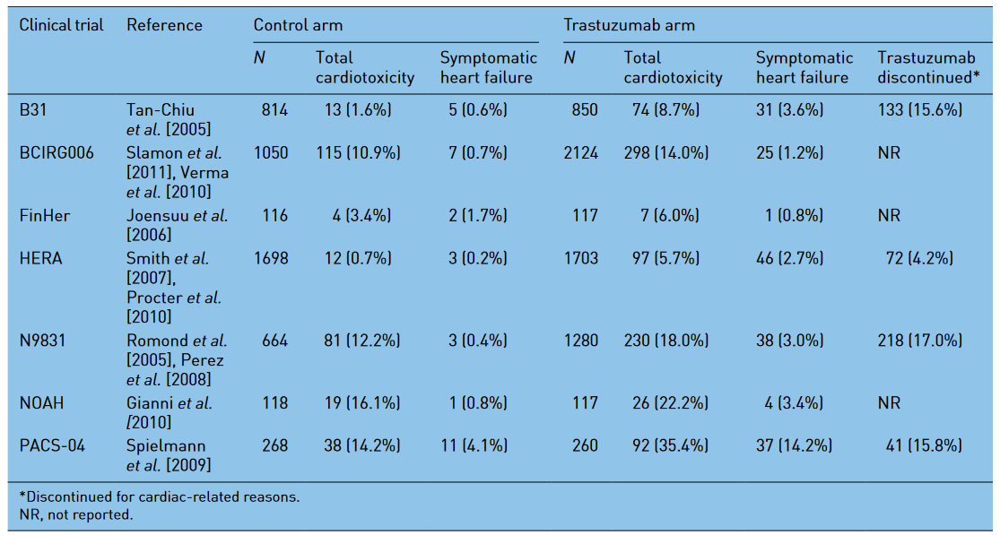 Clinical trial Reference Control arm Trastuzumab arm
N Total cardiotoxicity Symptomatic heart failure N Total cardiotoxicity Symptomatic heart failure Trastuzumab discontinued*
B31 Tan-Chiu et al. [2005] 814 13 (1.6%) 5 (0.6%) 850 74 (8.7%) 31 (3.6%) 133 (15.6%)
BCIRG006 Slamon et al. [2011], Verma et al. [2010] 1050 115 (10.9%) 7 (0.7%) 2124 298 (14.0%) 25 (1.2%) NR
FinHer Joensuu et al. [2006] 116 4 (3.4%) 2 (1.7%) 117 7 (6.0%) 1 (0.8%) NR
HERA Smith et al. [2007], Procter et al. [2010] 1698 12 (0.7%) 3 (0.2%) 1703 97 (5.7%) 46 (2.7%) 72 (4.2%)
N9831 Romond et al. [2005], Perez et al. [2008] 664 81 (12.2%) 3 (0.4%) 1280 230 (18.0%) 38 (3.0%) 218 (17.0%)
NOAH Gianni et al. [2010] 118 19 (16.1%) 1 (0.8%) 117 26 (22.2%) 4 (3.4%) NR
PACS-04 Spielmann et al. [2009] 268 38 (14.2%) 11 (4.1%) 260 92 (35.4%) 37 (14.2%) 41 (15.8%)
*Discontinued for cardiac-related reasons.
NR, not reported.